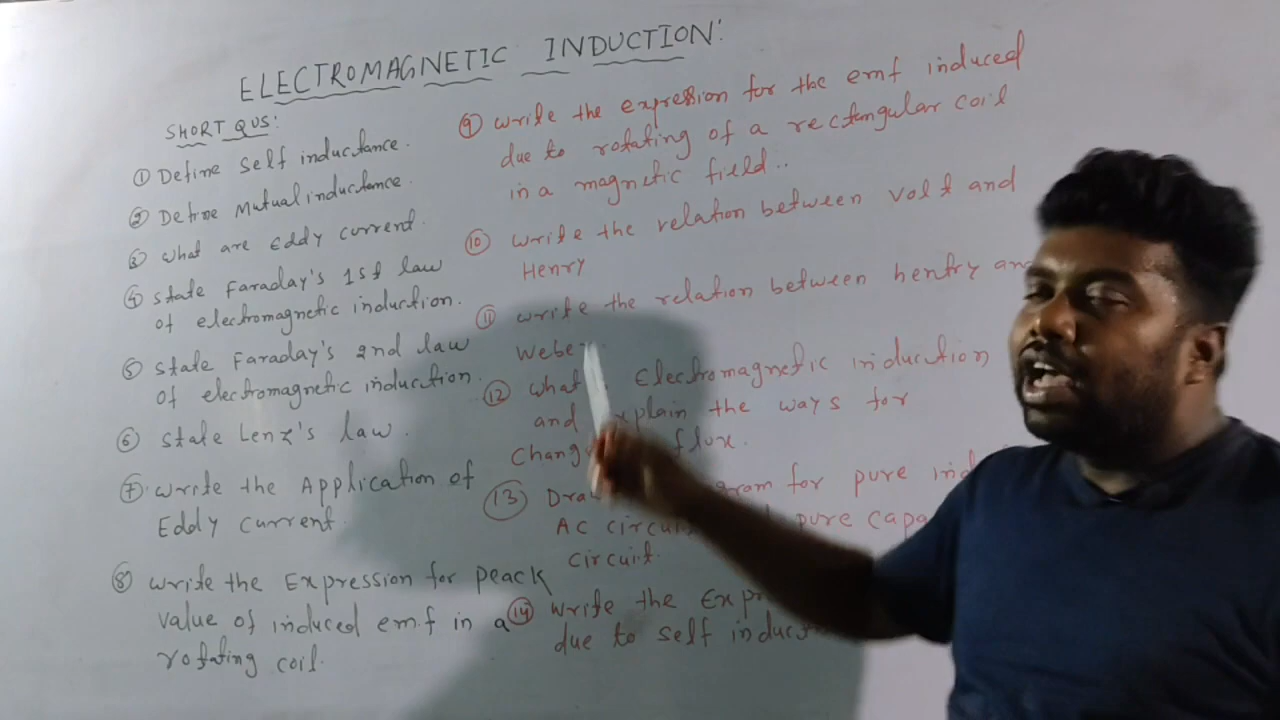 ELECTROMAGNETIC INDUCTION:
SHORT QUS:
① Define Self inductance.
② Define Mutual inductance.
③ What are Eddy current.
④ State Faraday's 1st law
of electromagnetic induction.
⑤ State Faraday's 2nd law
of electromagnetic induction.
⑥ State Lenz's law.
⑦ Write the Application of
Eddy current.
⑧ Write the Expression for peack
value of induced emf in a
rotating coil.
⑨ Write the expression for the emf induced
due to rotating of a rectangular coil
in a magnetic field..
⑩ Write the relation between volt and
Henry
⑪ Write the relation between hentry and
Weber
⑫ What Electromagnetic induction
and explain the ways for
flux.
⑬ for pure
AC pure
circuit.
⑭ Write the
due to self